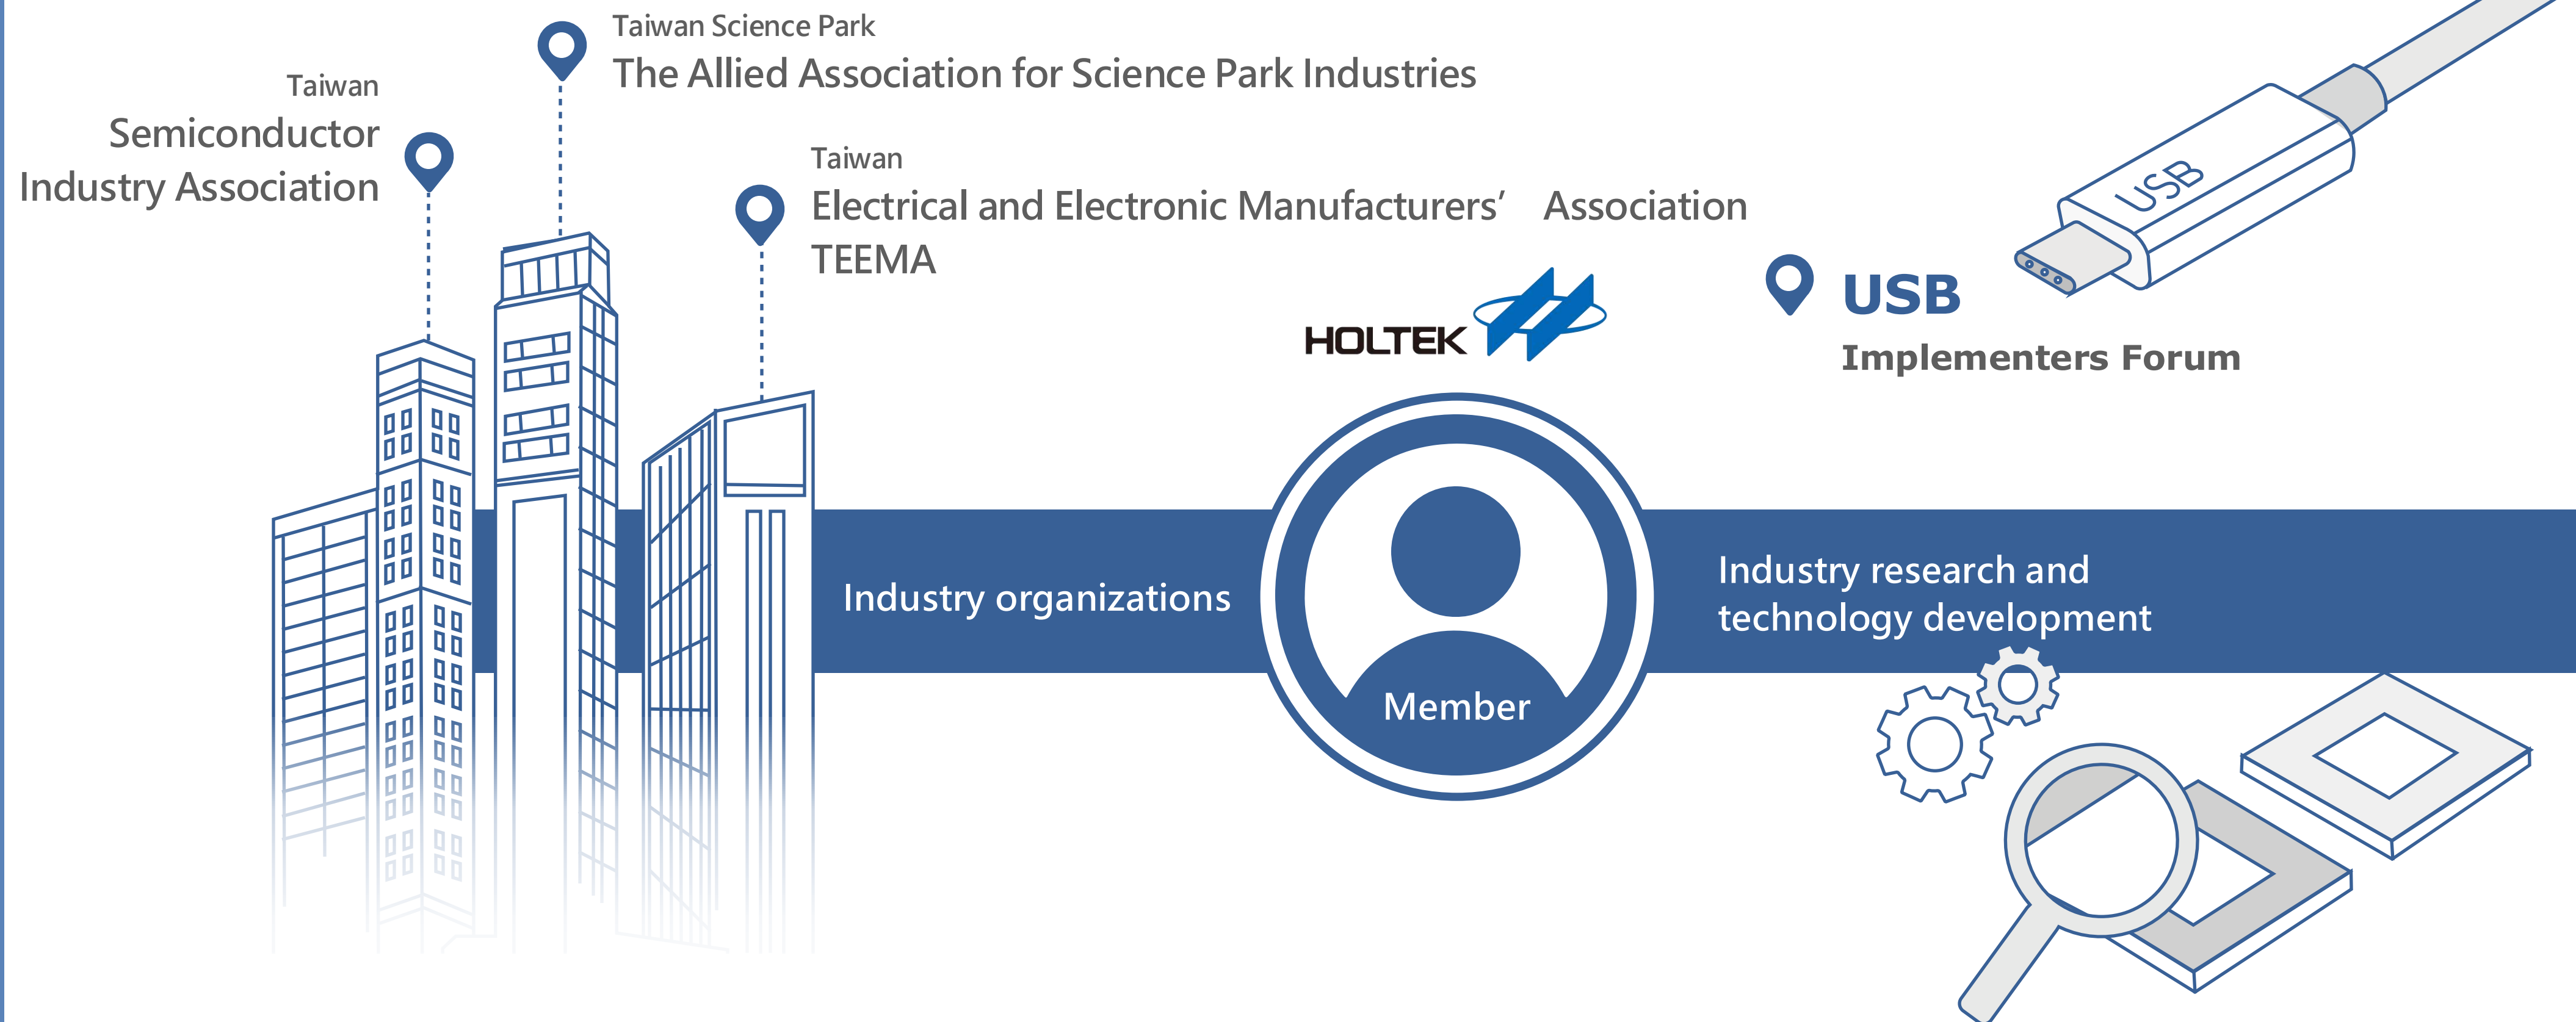 Taiwan
Semiconductor
Industry Association
Taiwan Science Park
The Allied Association for Science Park Industries
Taiwan
Electrical and Electronic Manufacturers’ Association
TEEMA
HOLTEK
USB
USB
Implementers Forum
Industry organizations
Member
Industry research and
technology development